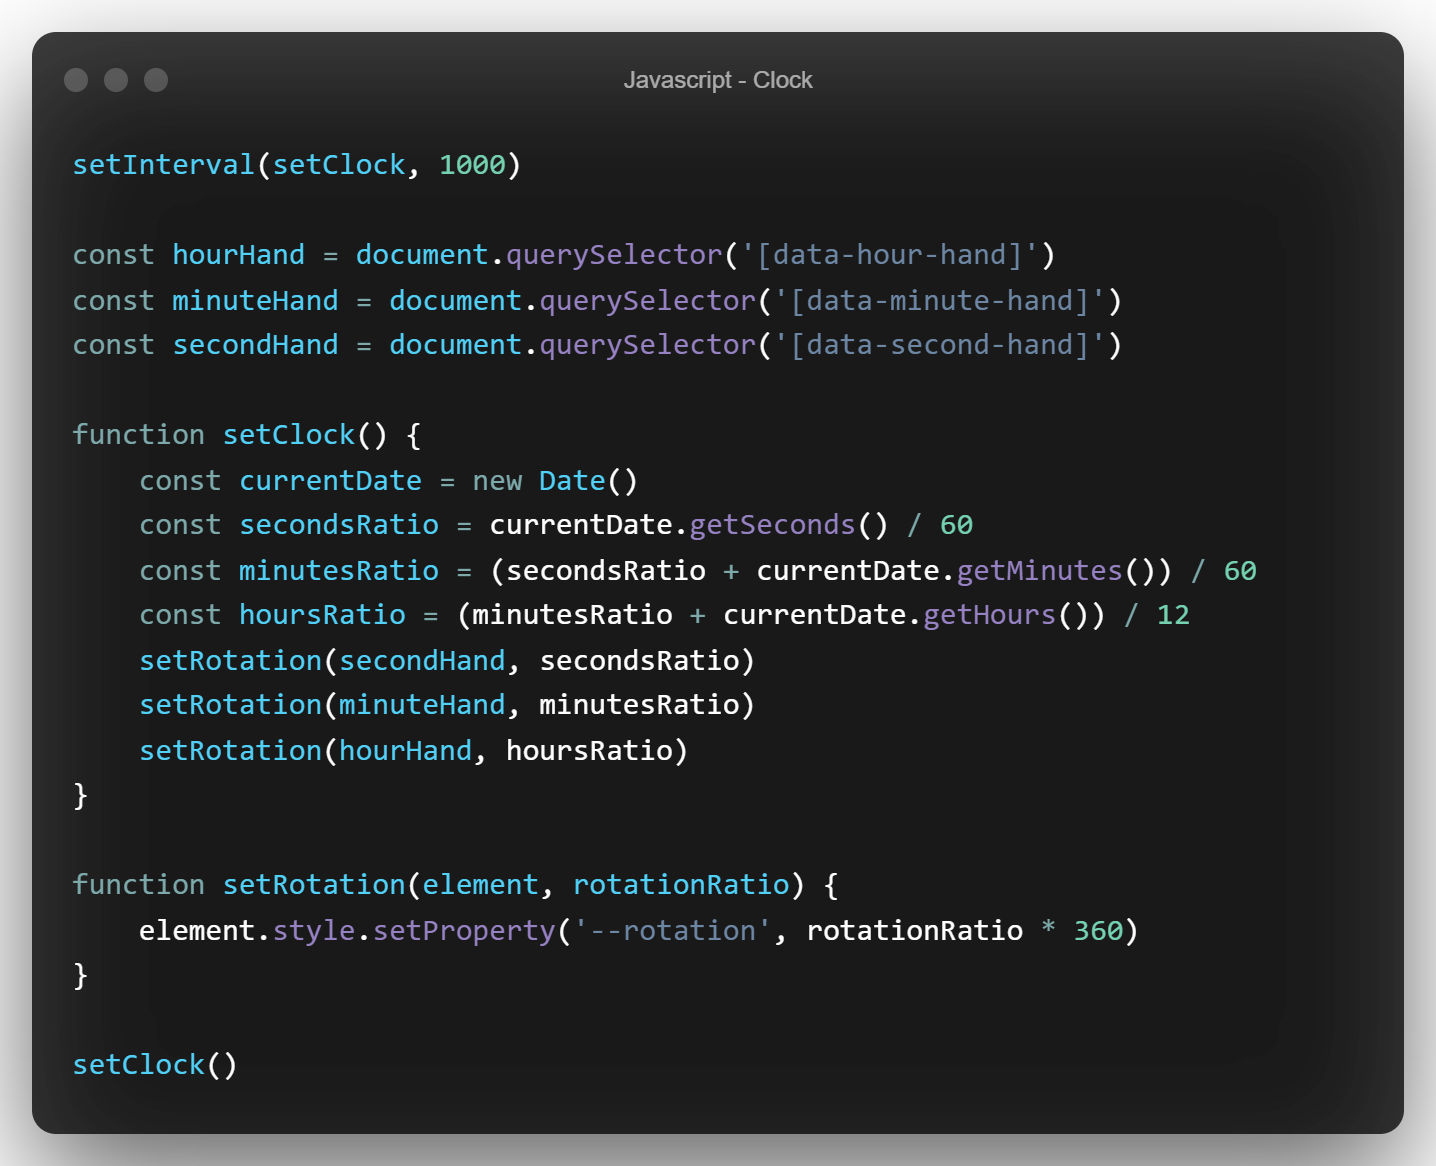 Javascript - Clock
setInterval(setClock, 1000)
const hourHand = document.querySelector('[data-hour-hand]')
const minuteHand = document.querySelector('[data-minute-hand]')
const secondHand = document.querySelector('[data-second-hand]')
function setClock() {
    const currentDate = new Date()
    const secondsRatio = currentDate.getSeconds() / 60
    const minutesRatio = (secondsRatio + currentDate.getMinutes()) / 60
    const hoursRatio = (minutesRatio + currentDate.getHours()) / 12
    setRotation(secondHand, secondsRatio)
    setRotation(minuteHand, minutesRatio)
    setRotation(hourHand, hoursRatio)
}
function setRotation(element, rotationRatio) {
    element.style.setProperty('--rotation', rotationRatio * 360)
}
setClock()